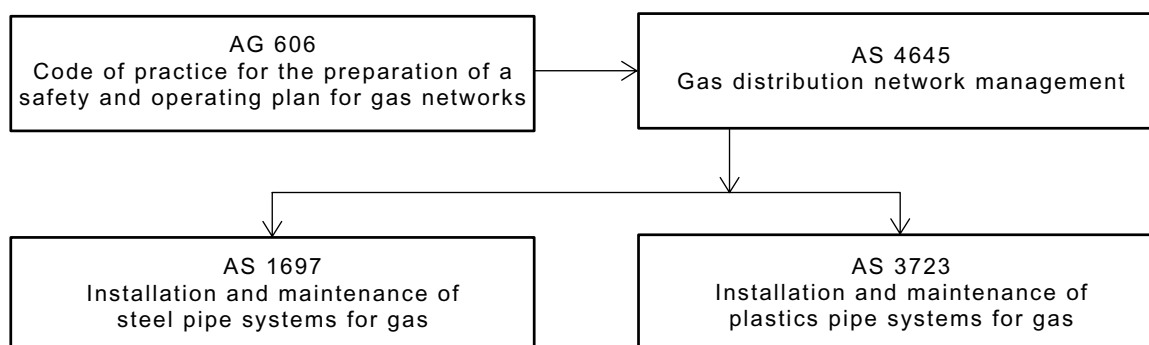 AG 606
Code of practice for the preparation of a
safety and operating plan for gas networks
AS 4645
Gas distribution network management
AS 1697
Installation and maintenance of
steel pipe systems for gas
AS 3723
Installation and maintenance of
plastics pipe systems for gas